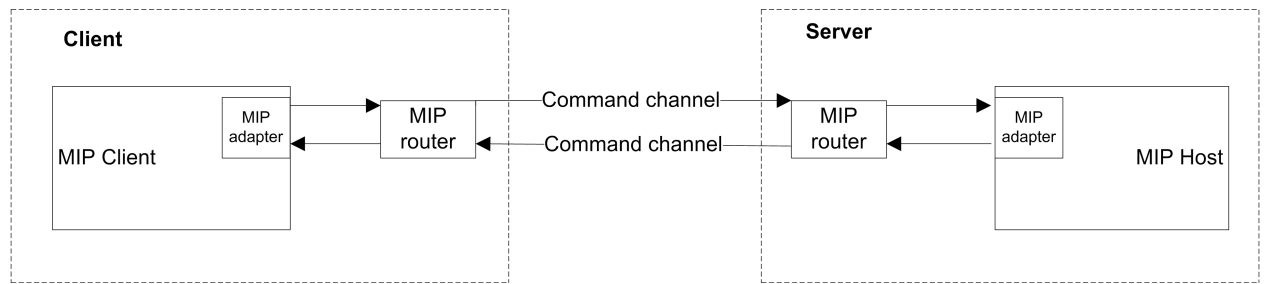 Client
Server
MIP Client
MIP
adapter
MIP
router
Command channel
Command channel
MIP
router
MIP
adapter
MIP Host